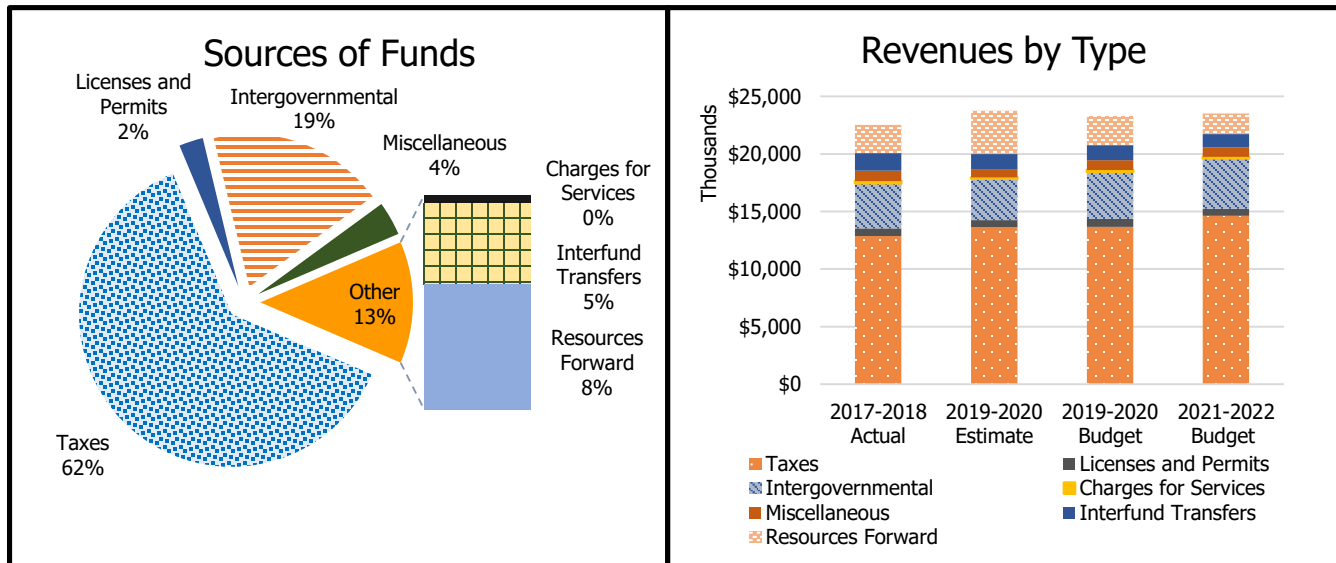 Sources of Funds
Licenses and
Permits
2%
Intergovernmental
19%
Miscellaneous
4%
Charges for
Services
0%
Interfund
Transfers
5%
Other
13%
Resources
Forward
8%
Taxes
62%
Revenues by Type
Thousands
$25,000
$20,000
$15,000
$10,000
$5,000
$0
2017-2018
Actual
2019-2020
Estimate
2019-2020
Budget
2021-2022
Budget
Taxes
Licenses and Permits
Intergovernmental
Charges for Services
Miscellaneous
Interfund Transfers
Resources Forward